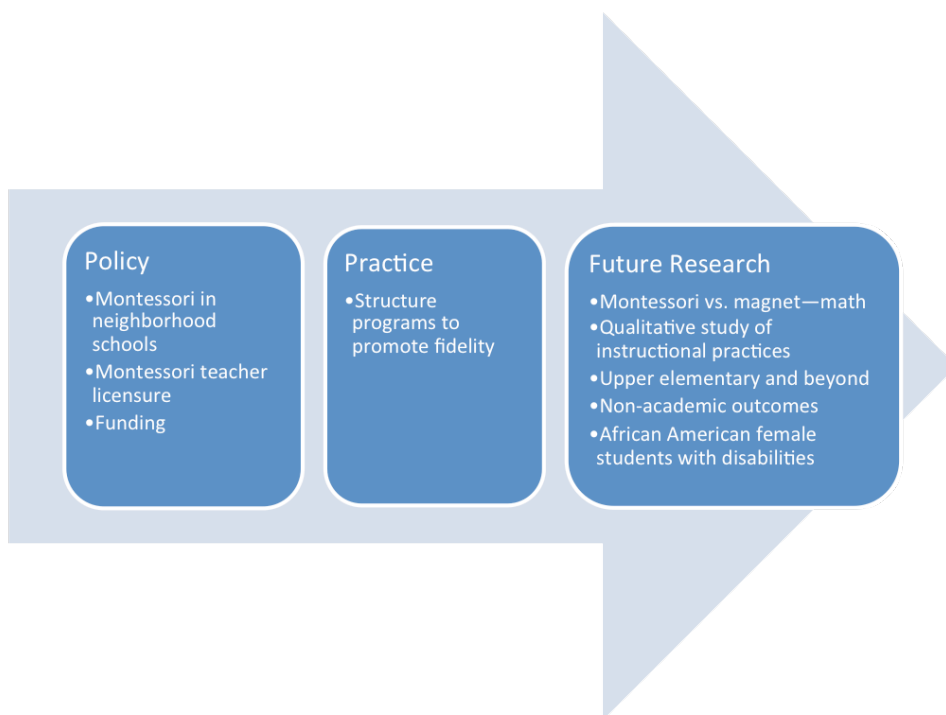 Policy
•Montessori in
neighborhood
schools
•Montessori teacher
licensure
•Funding
Practice
•Structure
programs to
promote fidelity
Future Research
•Montessori vs. magnet—math
•Qualitative study of
instructional practices
•Upper elementary and beyond
•Non-academic outcomes
•African American female
students with disabilities